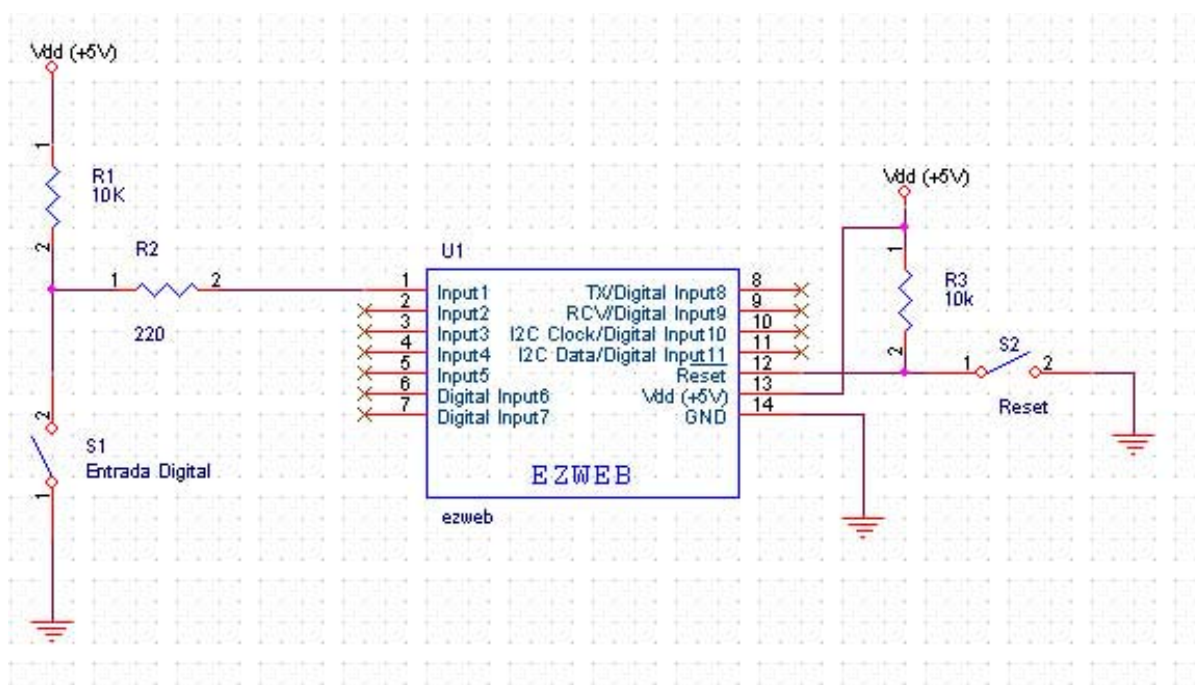 Vdd (+5V)
1
R1
10K
2
R2
1
2
220
2
S1
Entrada Digital
1
U1
1
2
3
4
5
6
7
Input1
Input2
Input3
Input4
Input5
Digital Input6
Digital Input7
TX/Digital Input8
RCV/Digital Input9
I2C Clock/Digital Input10
I2C Data/Digital Input11
Reset
Vdd (+5V)
GND
8
9
10
11
12
13
14
EZWEB
ezweb
Vdd (+5V)
1
R3
10k
2
S2
1
2
Reset